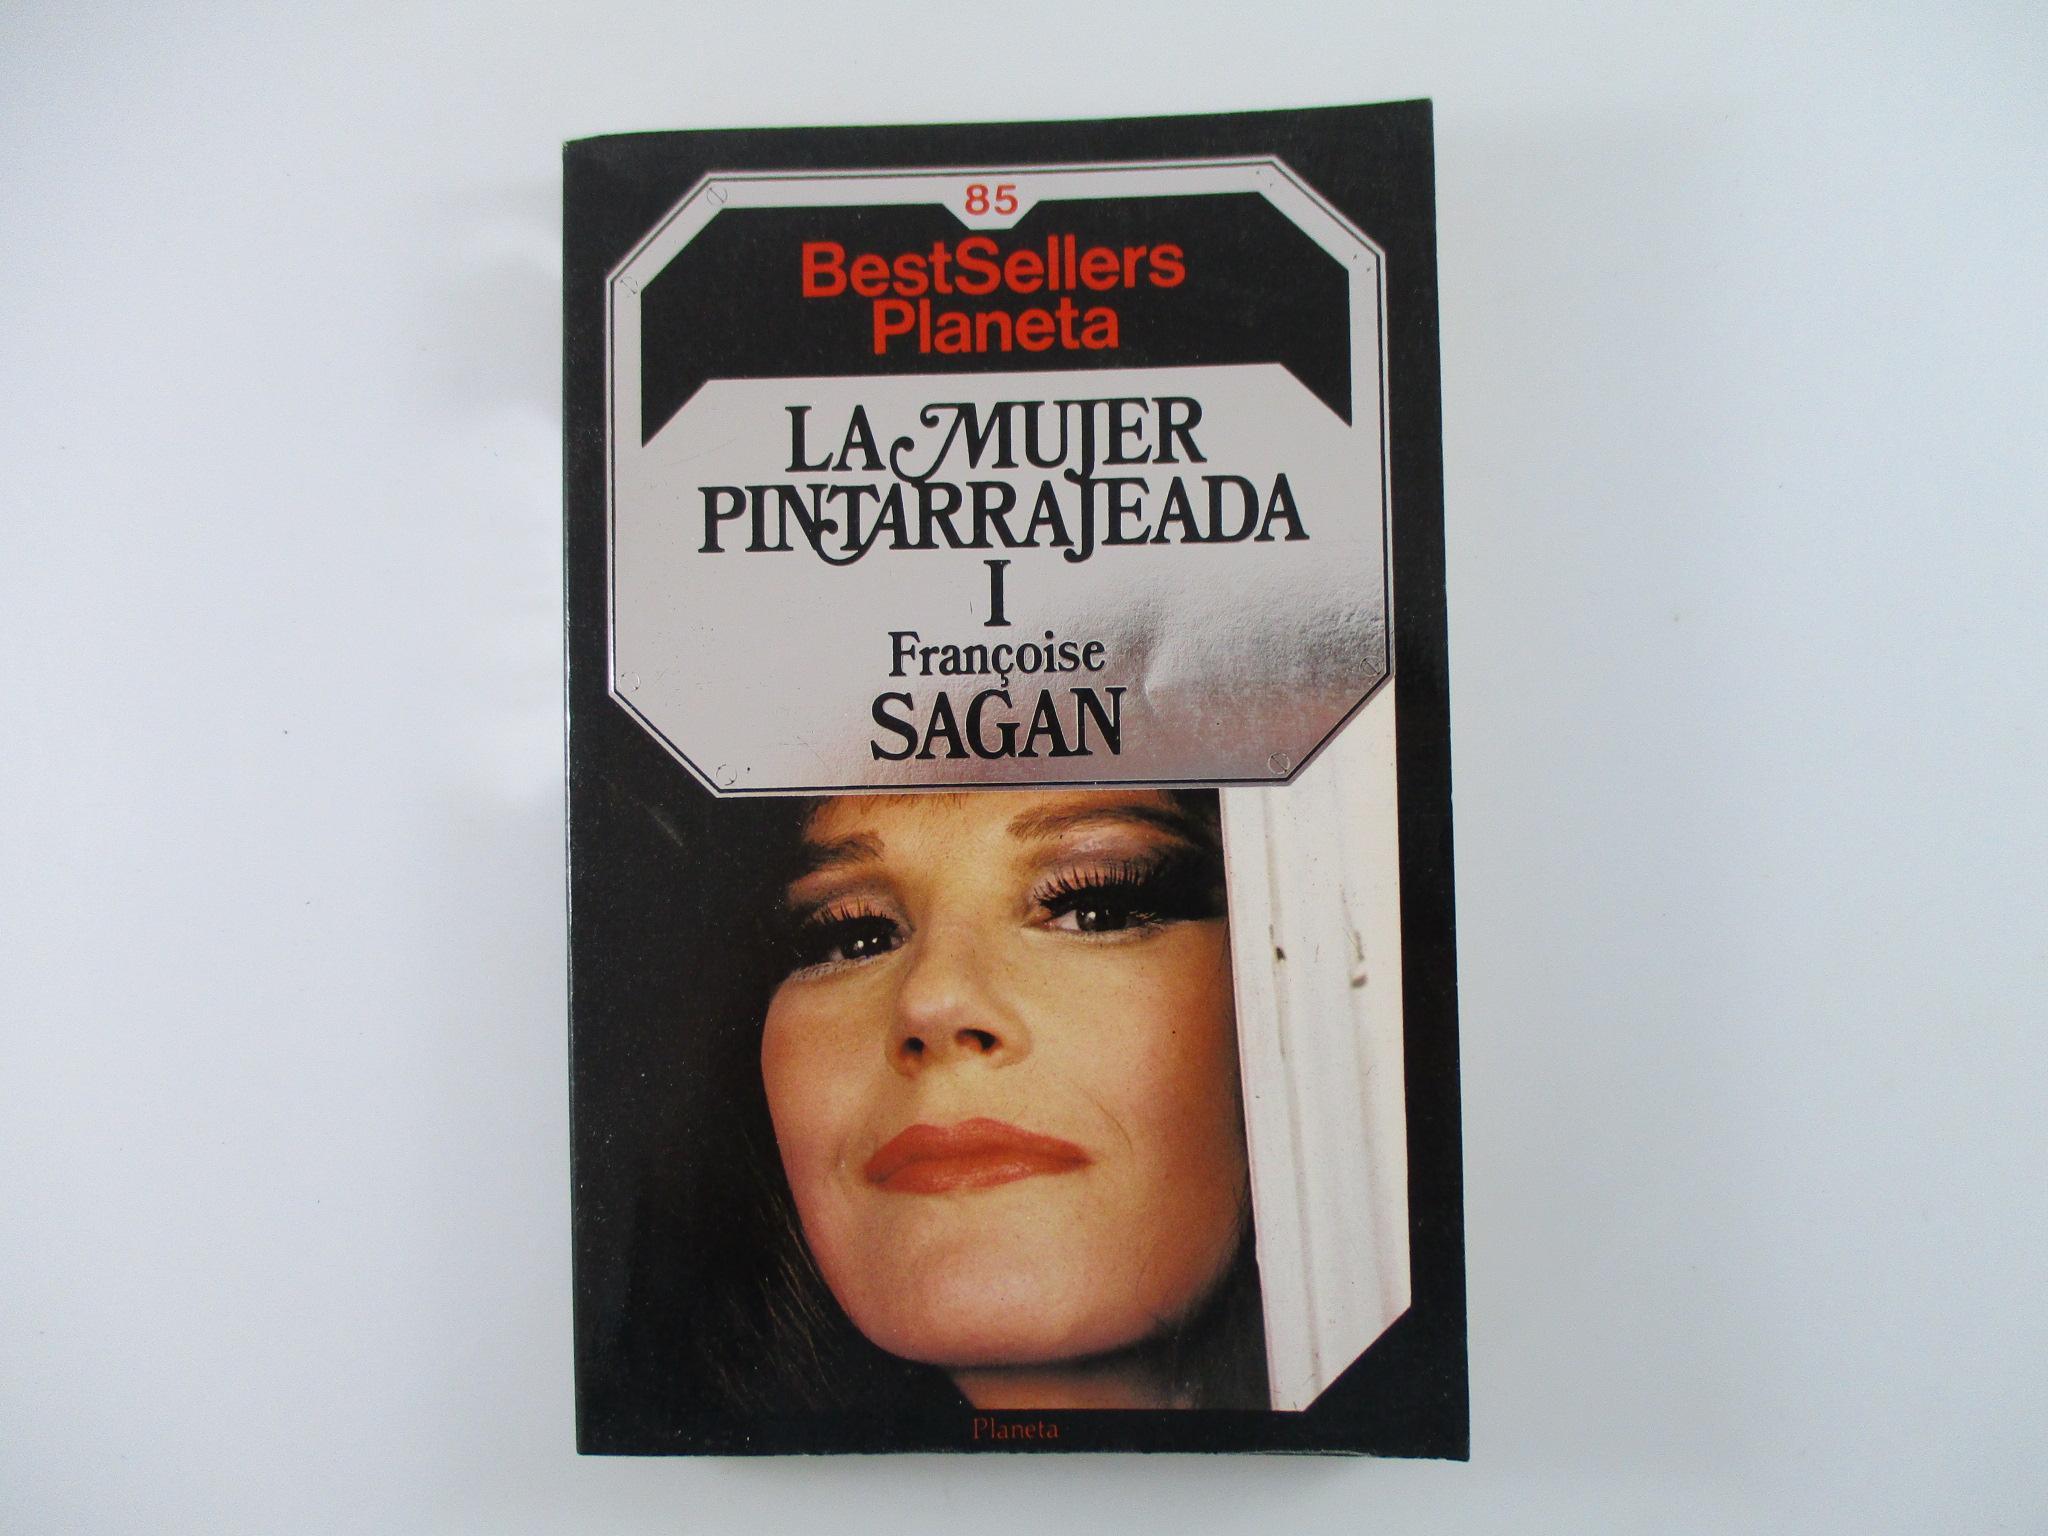 85
BestSellers
Planeta
LA MUJER
PINTARRAJEADA
I
Françoise
SAGAN
Planeta